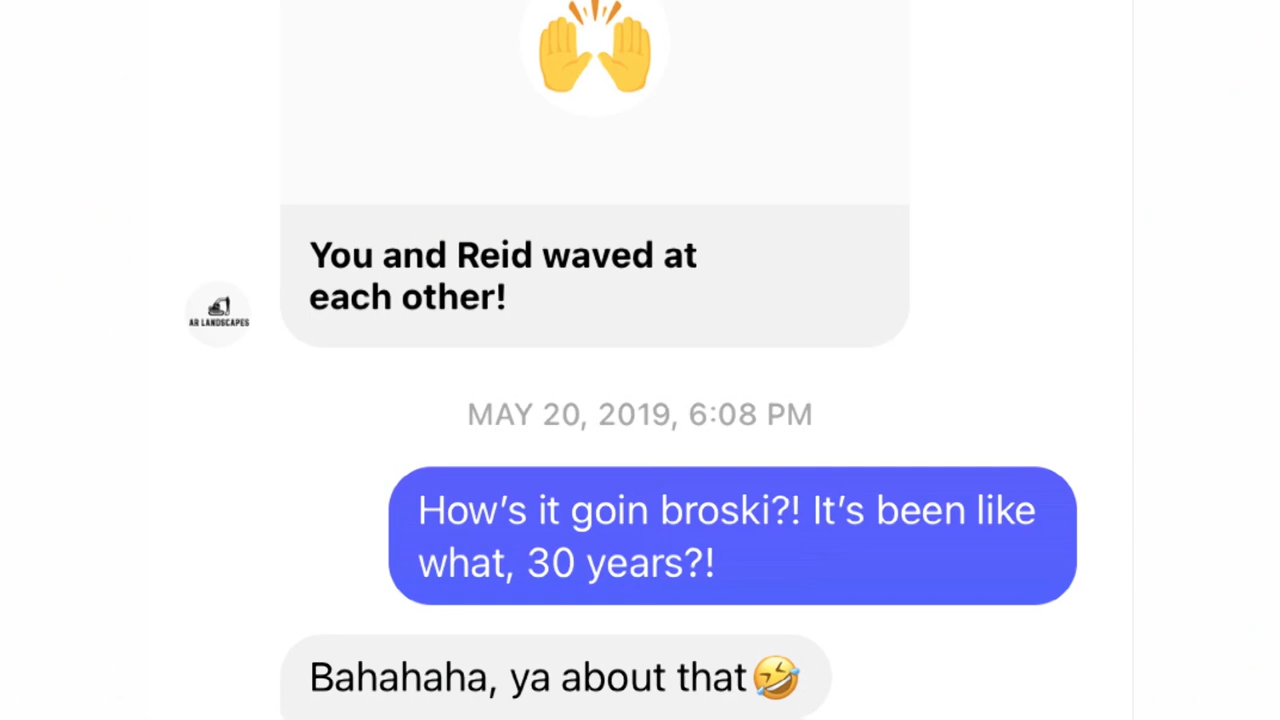 You and Reid waved at
each other!
AR LANDSCAPES
MAY 20, 2019, 6:08 PM
How’s it goin broski?! It’s been like
what, 30 years?!
Bahahaha, ya about that🤣